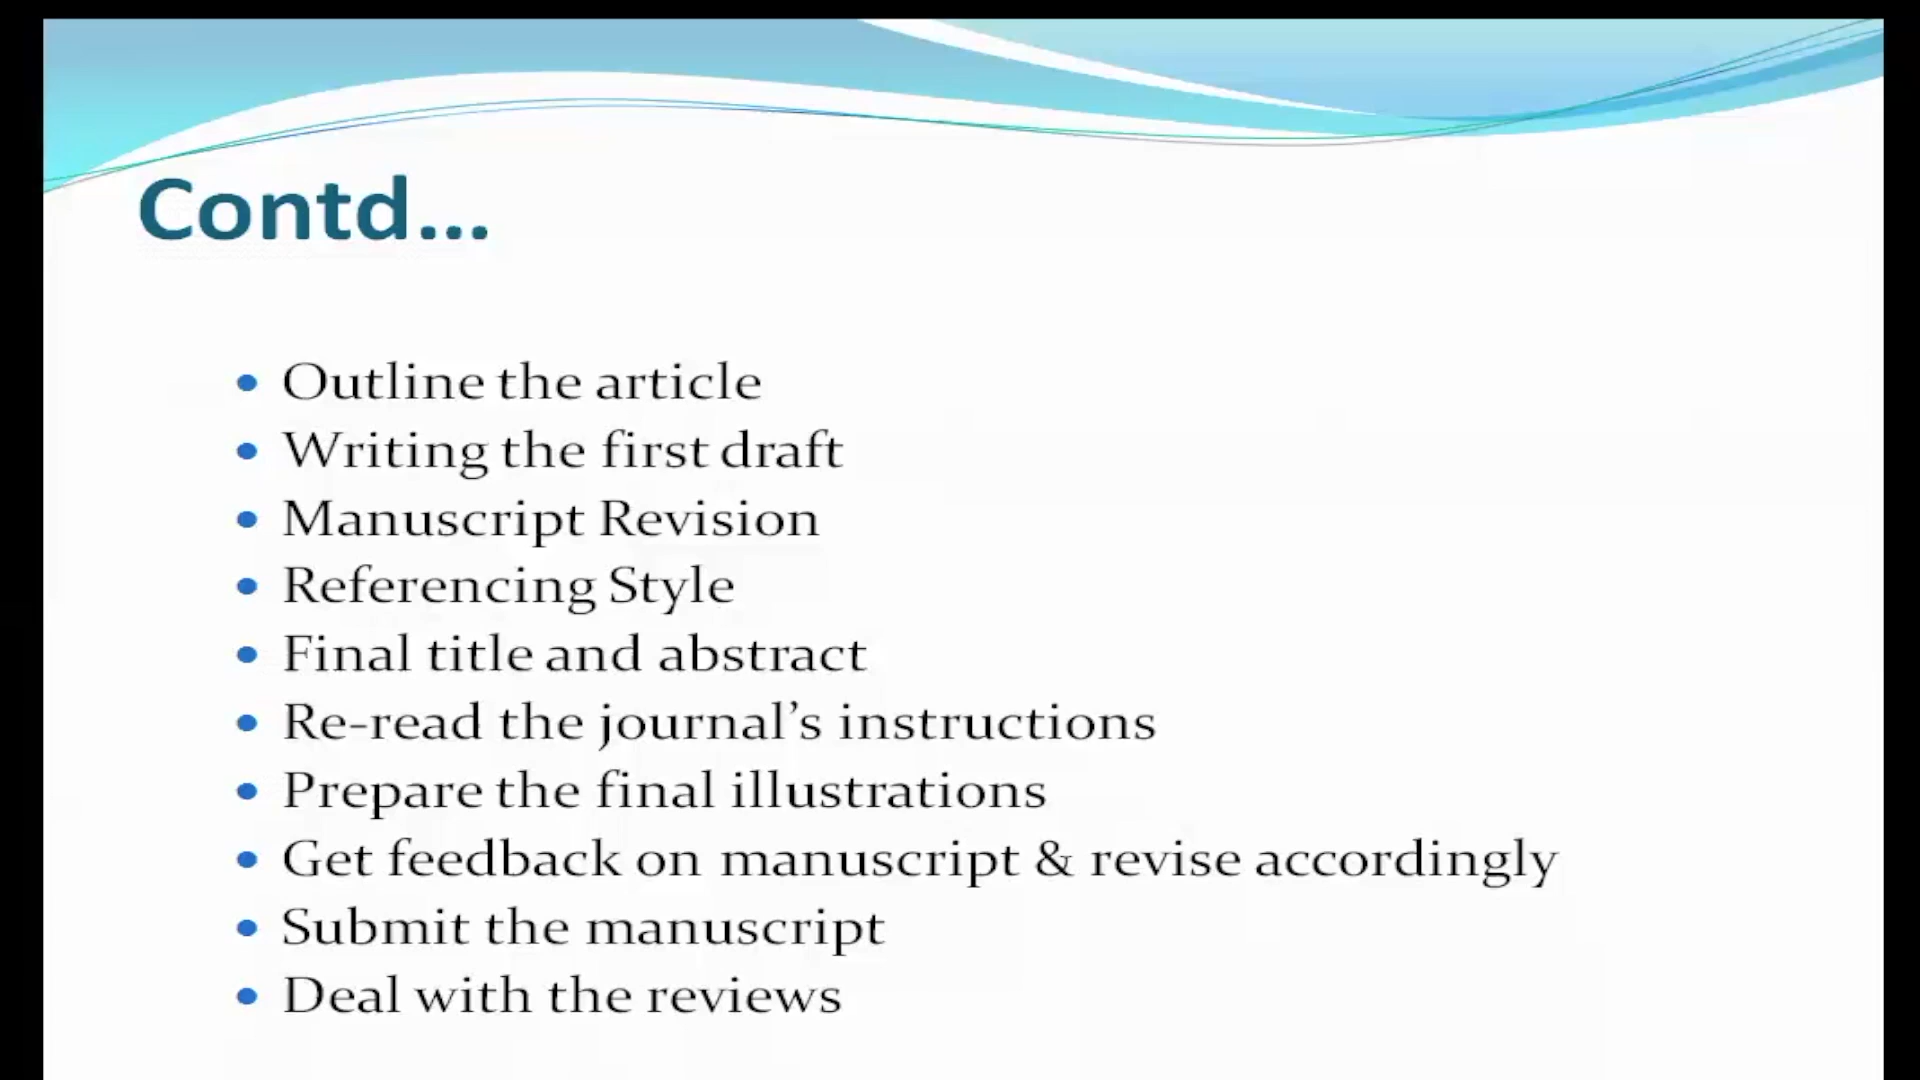 Contd...
• Outline the article
• Writing the first draft
• Manuscript Revision
• Referencing Style
• Final title and abstract
• Re-read the journal’s instructions
• Prepare the final illustrations
• Get feedback on manuscript & revise accordingly
• Submit the manuscript
• Deal with the reviews